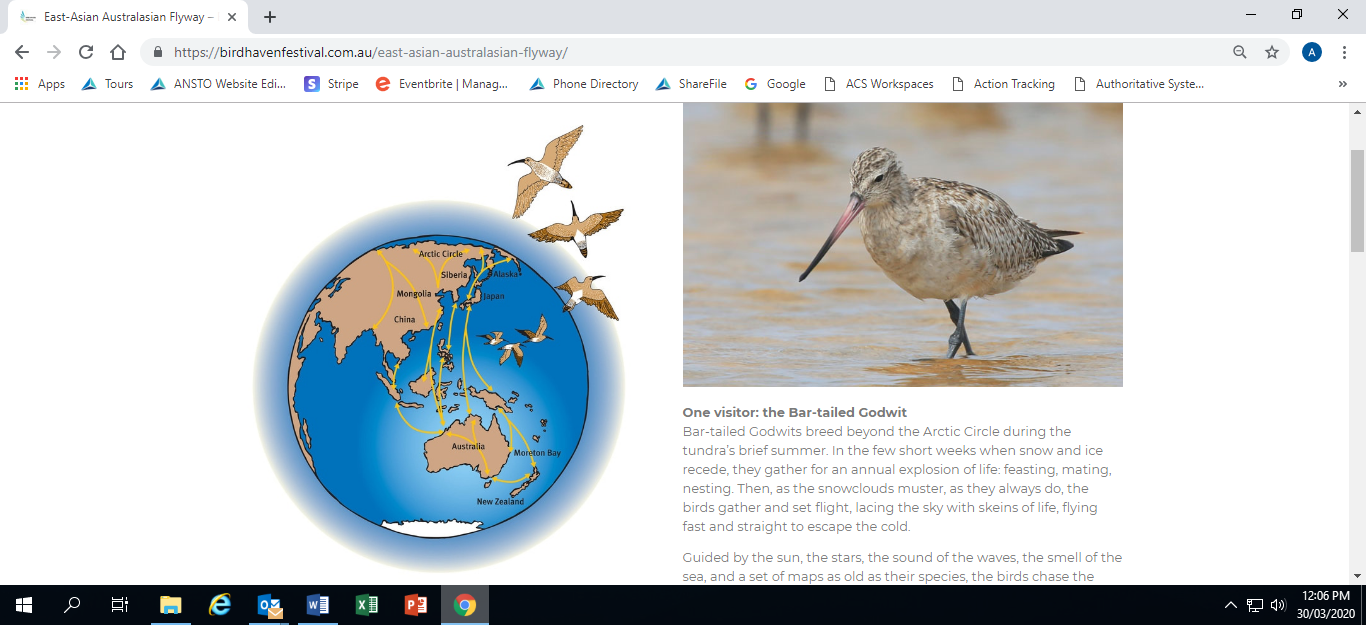 East-Asian Australasian Flyway –
https://birdhavenfestival.com.au/east-asian-australasian-flyway/
A
Apps
Tours
ANSTO Website Edi...
S
Stripe
Eventbrite | Manag...
Phone Directory
ShareFile
Google
ACS Workspaces
Action Tracking
Authoritative Syste...
»
Arctic Circle
Siberia
Alaska
Mongolia
Japan
China
Australia
Moreton Bay
New Zealand
One visitor: the Bar-tailed Godwit
Bar-tailed Godwits breed beyond the Arctic Circle during the
tundra's brief summer. In the few short weeks when snow and ice
recede, they gather for an annual explosion of life: feasting, mating,
nesting. Then, as the snowclouds muster, as they always do, the
birds gather and set flight, lacing the sky with skeins of life, flying
fast and straight to escape the cold.
Guided by the sun, the stars, the sound of the waves, the smell of the
sea, and a set of maps as old as their species, the birds chase the
12:06 PM
30/03/2020